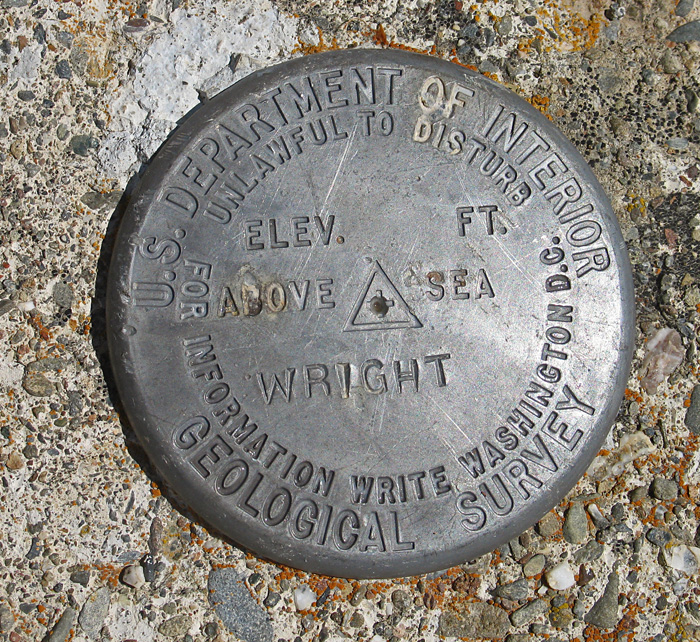 U.S. DEPARTMENT OF INTERIOR
UNLAWFUL TO DISTURB
ELEV. FT.
ABOVE SEA
WRIGHT
FOR INFORMATION WRITE WASHINGTON D.C.
GEOLOGICAL SURVEY